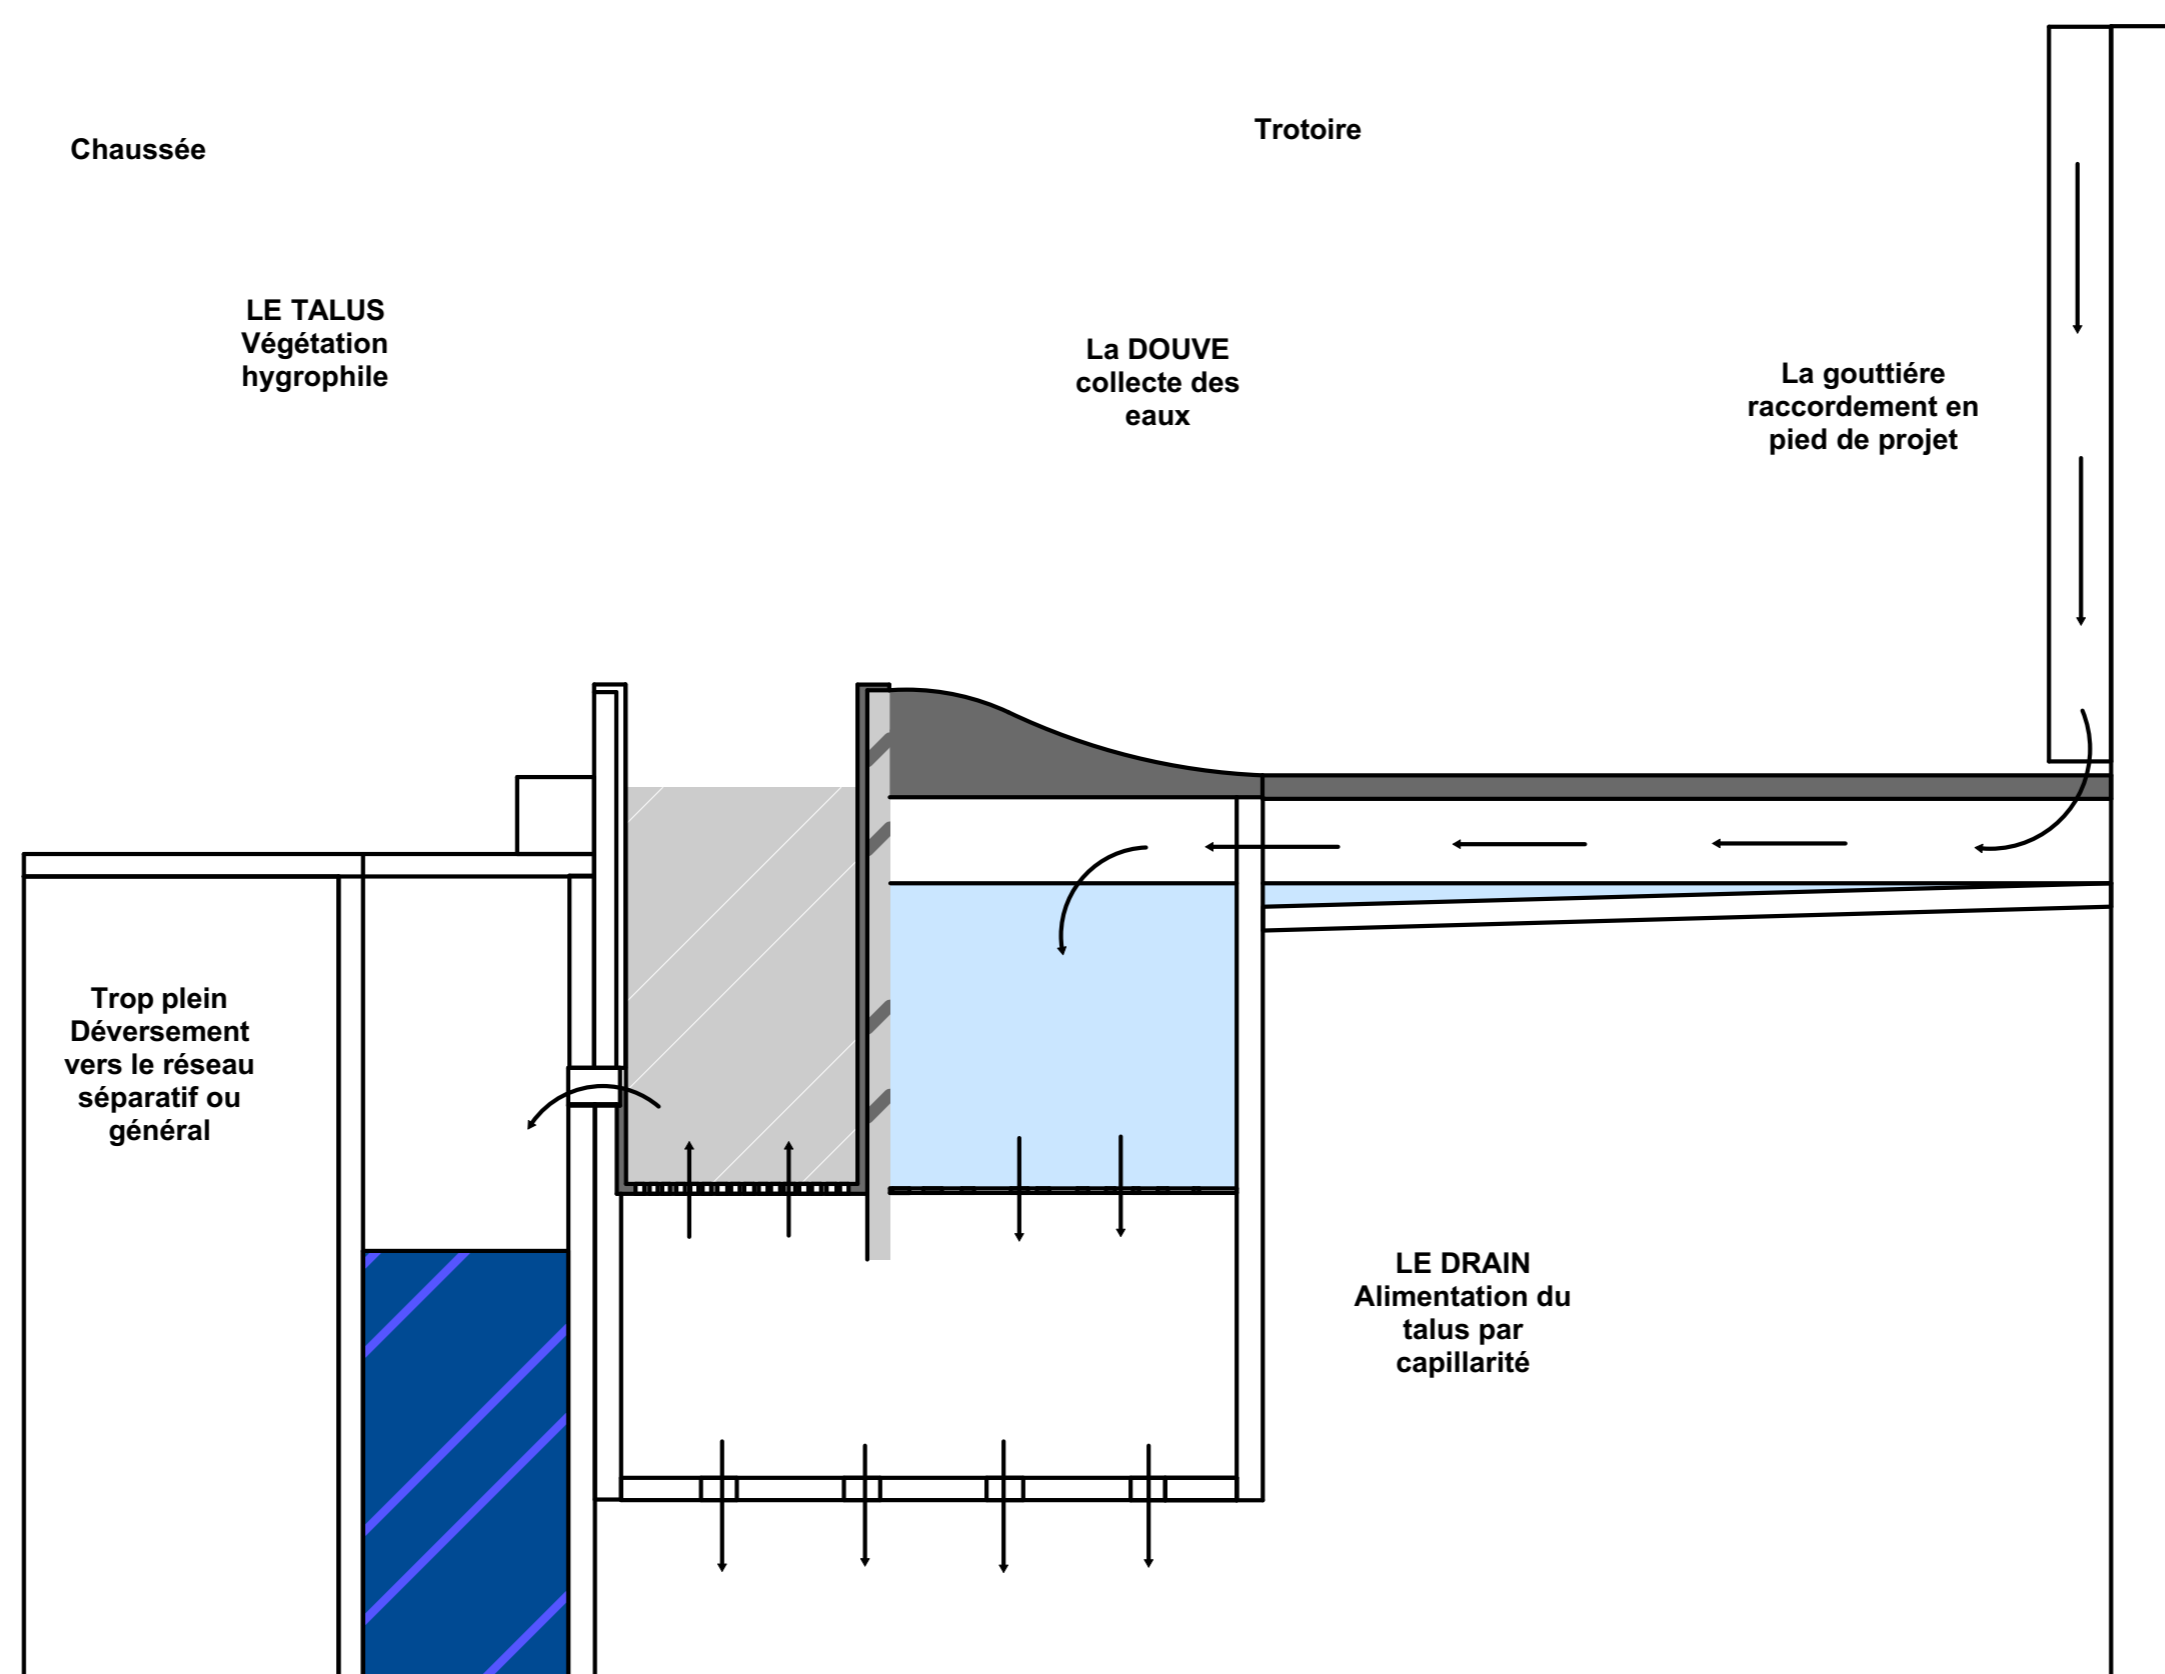 Chaussée
Trotoire
LE TALUS
Végétation
hygrophile
La DOUVE
collecte des
eaux
La gouttiére
raccordement en
pied de projet
Trop plein
Déversement
vers le réseau
séparatif ou
général
LE DRAIN
Alimentation du
talus par
capillarité